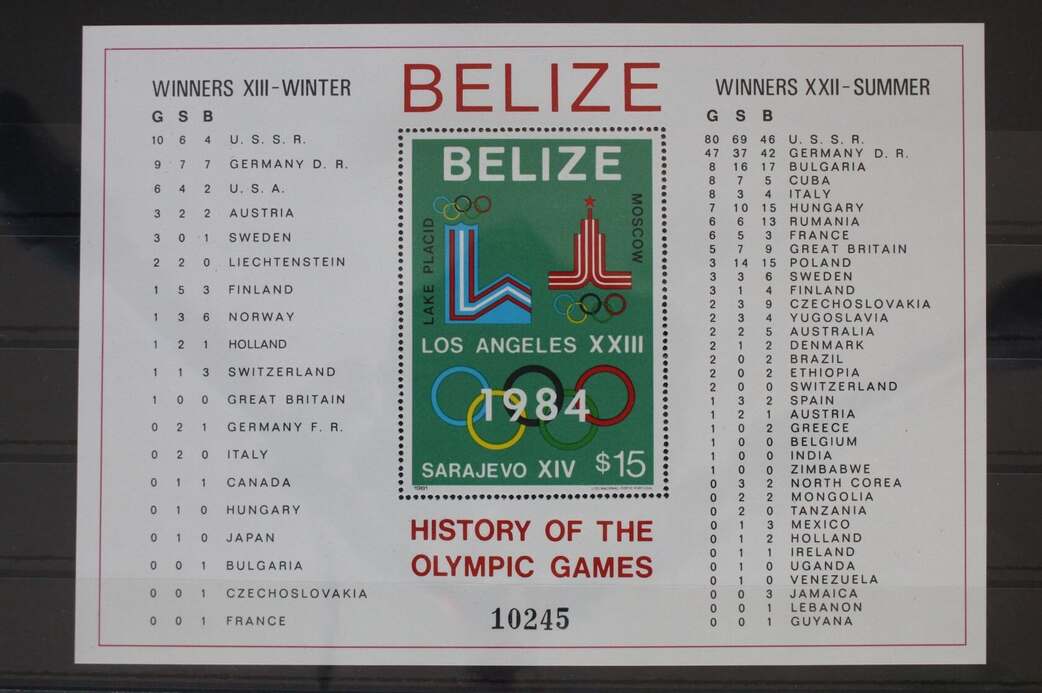 BELIZE
WINNERS XIII-WINTER
G S B
10 6 4 U. S. S. R.
9 7 7 GERMANY D. R.
6 4 2 U. S. A.
3 2 2 AUSTRIA
3 0 1 SWEDEN
2 2 0 LIECHTENSTEIN
1 5 3 FINLAND
1 3 6 NORWAY
1 2 1 HOLLAND
1 1 3 SWITZERLAND
1 0 0 GREAT BRITAIN
0 2 1 GERMANY F. R.
0 2 0 ITALY
0 1 1 CANADA
0 1 0 HUNGARY
0 1 0 JAPAN
0 0 1 BULGARIA
0 0 1 CZECHOSLOVAKIA
0 0 1 FRANCE
BELIZE
LAKE PLACID
MOSCOW
LOS ANGELES XXIII
1984
SARAJEVO XIV $15
1981
HISTORY OF THE
OLYMPIC GAMES
10245
WINNERS XXII-SUMMER
G S B
80 69 46 U. S. S. R.
47 37 42 GERMANY D. R.
8 16 17 BULGARIA
8 7 5 CUBA
8 3 4 ITALY
7 10 15 HUNGARY
6 6 13 RUMANIA
6 5 3 FRANCE
5 7 9 GREAT BRITAIN
3 14 15 POLAND
3 3 6 SWEDEN
3 1 4 FINLAND
2 3 9 CZECHOSLOVAKIA
2 3 4 YUGOSLAVIA
2 2 5 AUSTRALIA
2 1 2 DENMARK
2 0 2 BRAZIL
2 0 2 ETHIOPIA
2 0 0 SWITZERLAND
1 3 2 SPAIN
1 2 1 AUSTRIA
1 0 2 GREECE
1 0 0 BELGIUM
1 0 0 INDIA
1 0 0 ZIMBABWE
0 3 2 NORTH COREA
0 2 2 MONGOLIA
0 2 0 TANZANIA
0 1 3 MEXICO
0 1 2 HOLLAND
0 1 1 IRELAND
0 1 0 UGANDA
0 1 0 VENEZUELA
0 0 3 JAMAICA
0 0 1 LEBANON
0 0 1 GUYANA